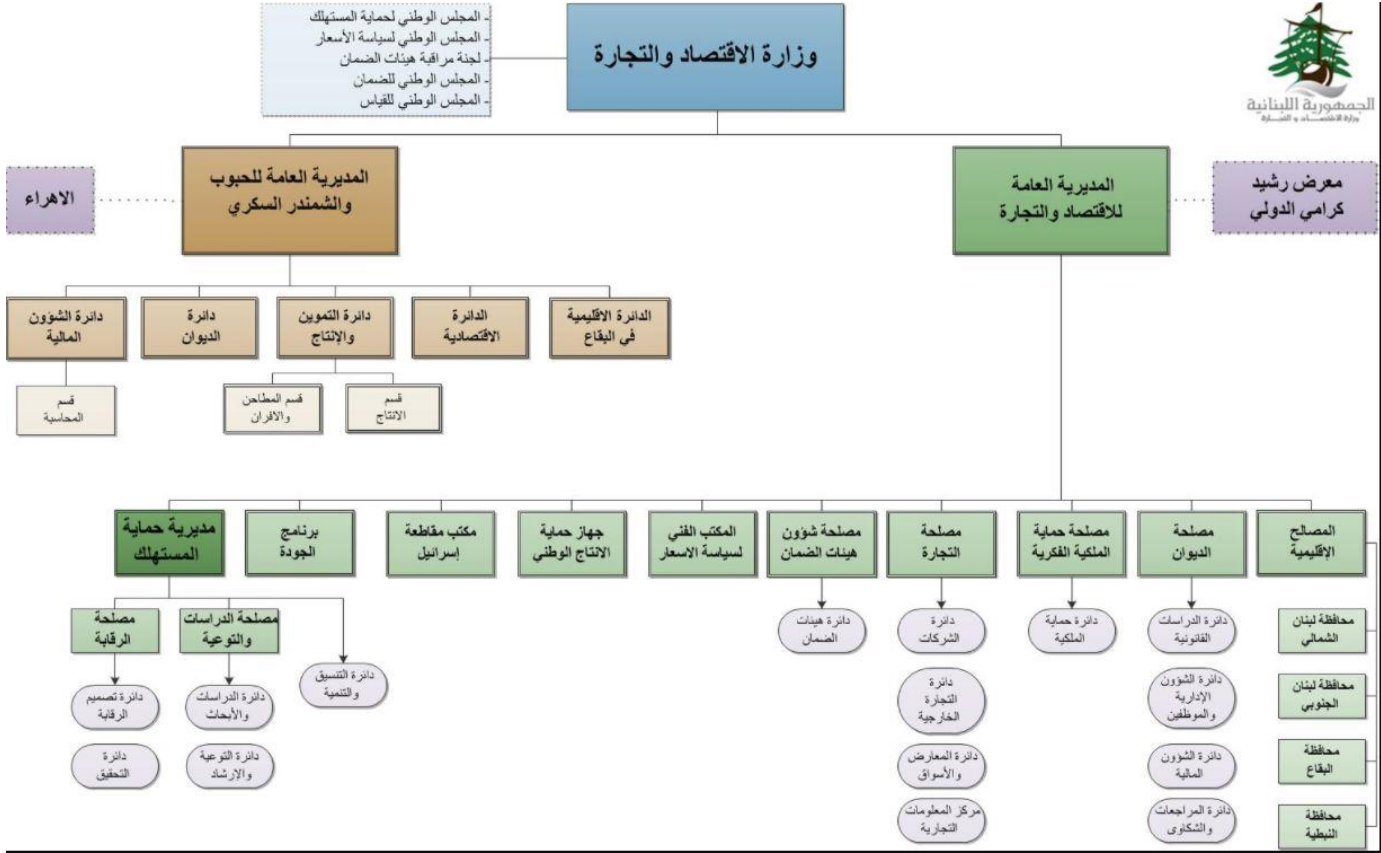 - المجلس الوطني لحماية المستهلك
- المجلس الوطني لسياسة الأسعار
- لجنة مراقبة هيئات الضمان
- المجلس الوطني للضمان
- المجلس الوطني للقياس
وزارة الاقتصاد والتجارة
الجمهورية اللبنانية
وزارة الاقتصاد و التجارة
معرض رشيد
كرامي الدولي
المديرية العامة
للاقتصاد والتجارة
المديرية العامة للحبوب
والشمندر السكري
الاهراء
الدائرة الاقليمية
في البقاع
الدائرة
الاقتصادية
دائرة التموين
والإنتاج
دائرة
الديوان
دائرة الشؤون
المالية
قسم
الانتاج
قسم المطاحن
والافران
قسم
المحاسبة
المصالح
الإقليمية
مصلحة
الديوان
مصلحة حماية
الملكية الفكرية
مصلحة
التجارة
مصلحة شؤون
هيئات الضمان
المكتب الفني
لسياسة الاسعار
جهاز حماية
الانتاج الوطني
مكتب مقاطعة
إسرائيل
برنامج
الجودة
مديرية حماية
المستهلك
محافظة لبنان
الشمالي
محافظة لبنان
الجنوبي
محافظة
البقاع
محافظة
النبطية
دائرة الدراسات
القانونية
دائرة الشؤون
الإدارية
والموظفين
دائرة الشؤون
المالية
دائرة المراجعات
والشكاوى
دائرة حماية
الملكية
دائرة
الشركات
دائرة
التجارة
الخارجية
دائرة المعارض
والأسواق
مركز المعلومات
التجارية
دائرة هيئات
الضمان
دائرة التنسيق
والتنمية
مصلحة الدراسات
والتوعية
دائرة الدراسات
والأبحاث
دائرة التوعية
والإرشاد
مصلحة
الرقابة
دائرة تصميم
الرقابة
دائرة
التحقيق